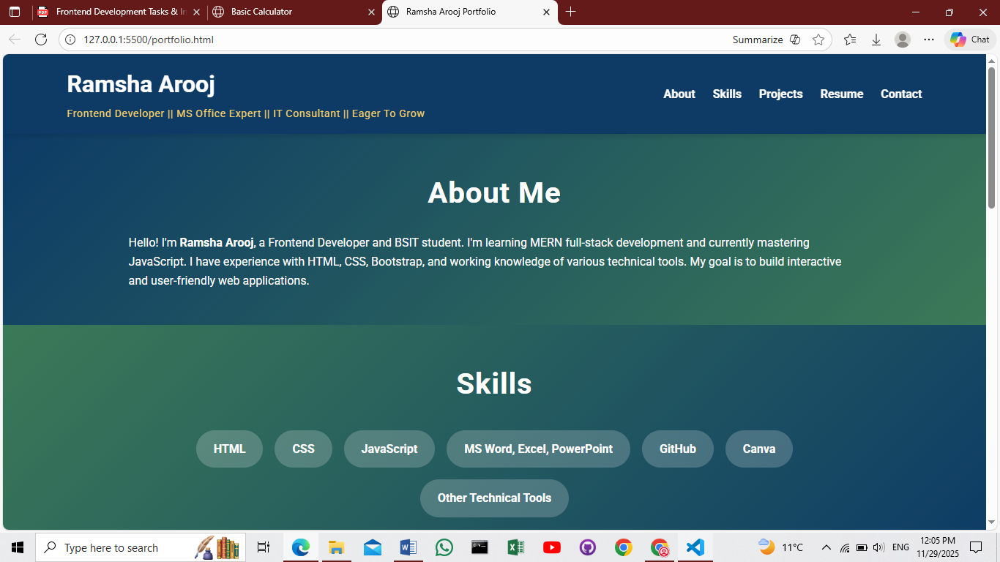 Frontend Development Tasks & In
Basic Calculator
Ramsha Arooj Portfolio
127.0.0.1:5500/portfolio.html
Summarize
Chat
Ramsha Arooj
Frontend Developer || MS Office Expert || IT Consultant || Eager To Grow
About Skills Projects Resume Contact
About Me
Hello! I'm Ramsha Arooj, a Frontend Developer and BSIT student. I'm learning MERN full-stack development and currently mastering
JavaScript. I have experience with HTML, CSS, Bootstrap, and working knowledge of various technical tools. My goal is to build interactive
and user-friendly web applications.
Skills
HTML CSS JavaScript MS Word, Excel, PowerPoint GitHub Canva
Other Technical Tools
Type here to search
11°C
ENG
12:05 PM
11/29/2025